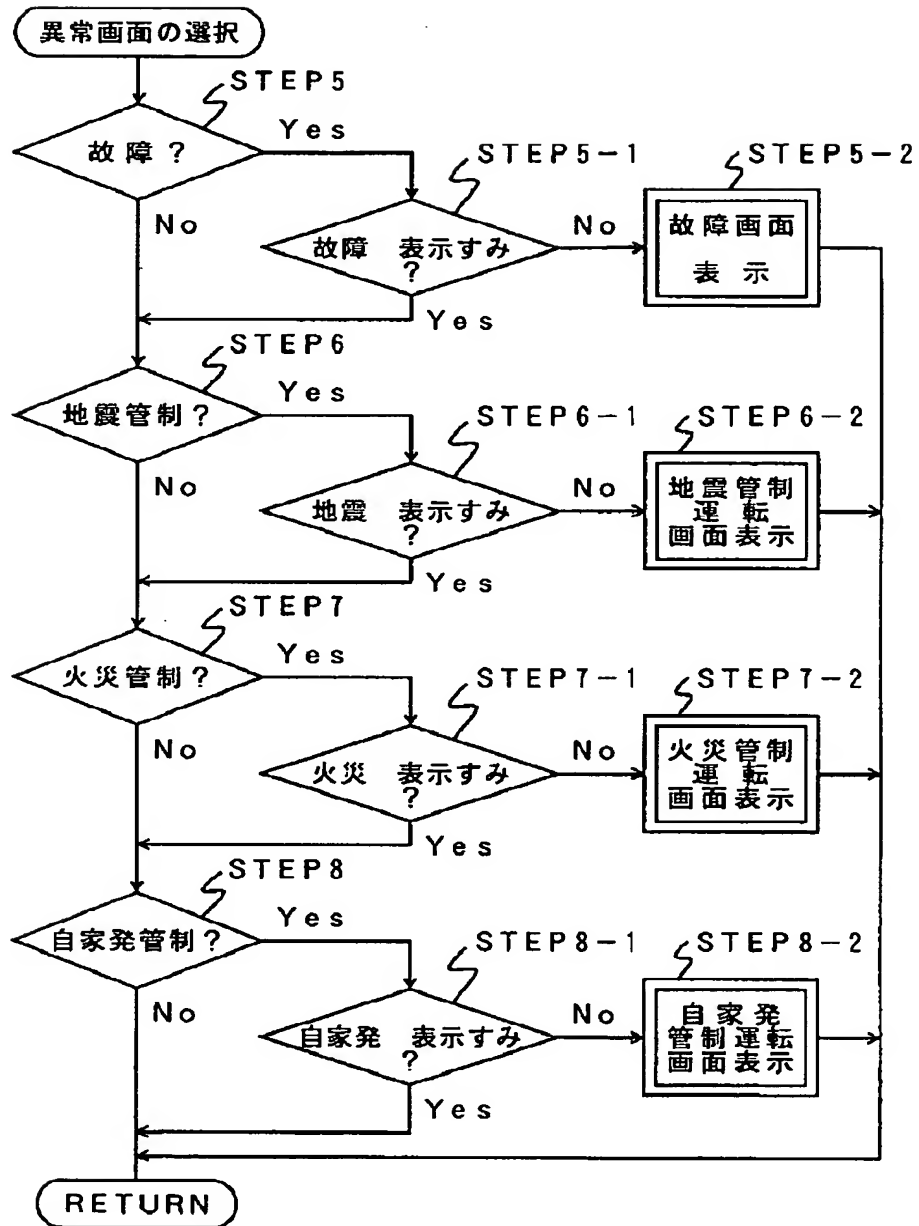 異常画面の選択
STEP5
故障?
Yes
STEP5-1
STEP5-2
No
故障 表示すみ
?
No
故障画面
表示
Yes
STEP6
地震管制?
Yes
STEP6-1
STEP6-2
No
地震 表示すみ
?
No
地震管制
運転
画面表示
Yes
STEP7
火災管制?
Yes
STEP7-1
STEP7-2
No
火災 表示すみ
?
No
火災管制
運転
画面表示
Yes
STEP8
自家発管制?
Yes
STEP8-1
STEP8-2
No
自家発 表示すみ
?
No
自家発
管制運転
画面表示
Yes
RETURN